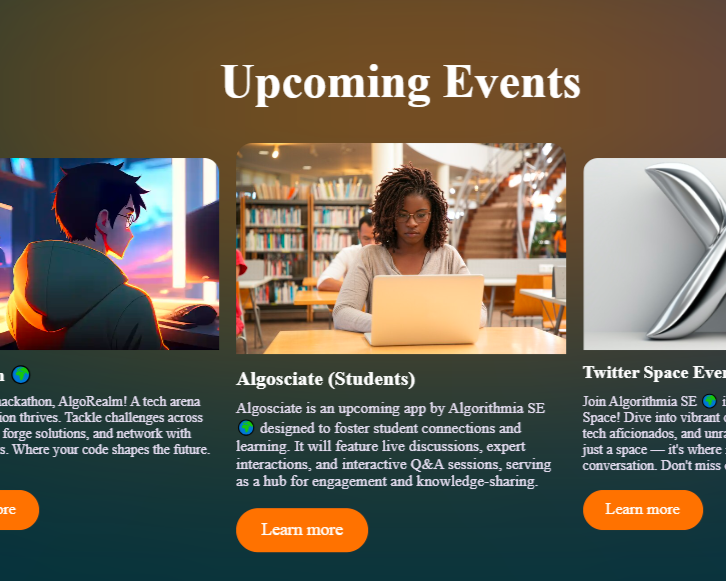 Upcoming Events
hackathon, AlgoRealm! A tech arena
thrives. Tackle challenges across
forge solutions, and network with
Where your code shapes the future.
Algosciate (Students)
Algosciate is an upcoming app by Algorithmia SE
🌍 designed to foster student connections and
learning. It will feature live discussions, expert
interactions, and interactive Q&A sessions, serving
as a hub for engagement and knowledge-sharing.
Learn more
Twitter Space
Join Algorithmia SE 🌍
Space! Dive into vibrant
tech aficionados, and
just a space — it's where
conversation. Don't miss
Learn more